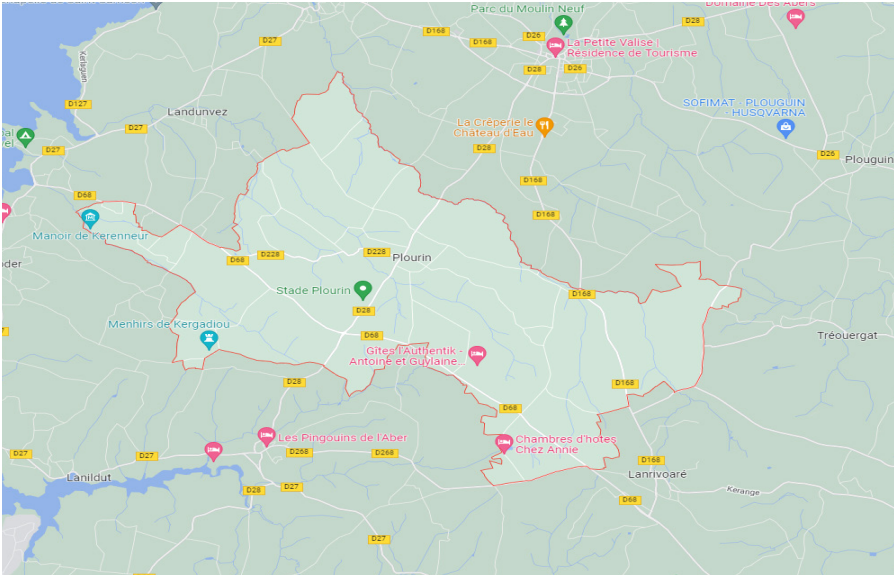 Parc du Moulin Neuf
Domaine Des Abers
D28
D168
D26
D27
D168
La Petite Valise :
Résidence de Tourisme
Kerlaguen
D28
D26
D127
Landunvez
SOFIMAT - PLOUGUIN
- HUSQVARNA
La Crêperie le
Château d'Eau
D27
D28
D27
D26
Plouguin
D168
D68
D168
Manoir de Kerenneur
D68
D228
D228
Plourin
oder
Stade Plourin
D168
D28
Menhirs de Kergadiou
D68
Tréouergat
Gîtes l'Authentik -
Antoine et Guylaine...
D28
D168
D68
Les Pingouins de l'Aber
Chambres d'hôtes
Chez Annie
D27
D27
D268
D268
D168
Lanildut
Lanrivoaré
D28
D27
Kerange
D68
D27